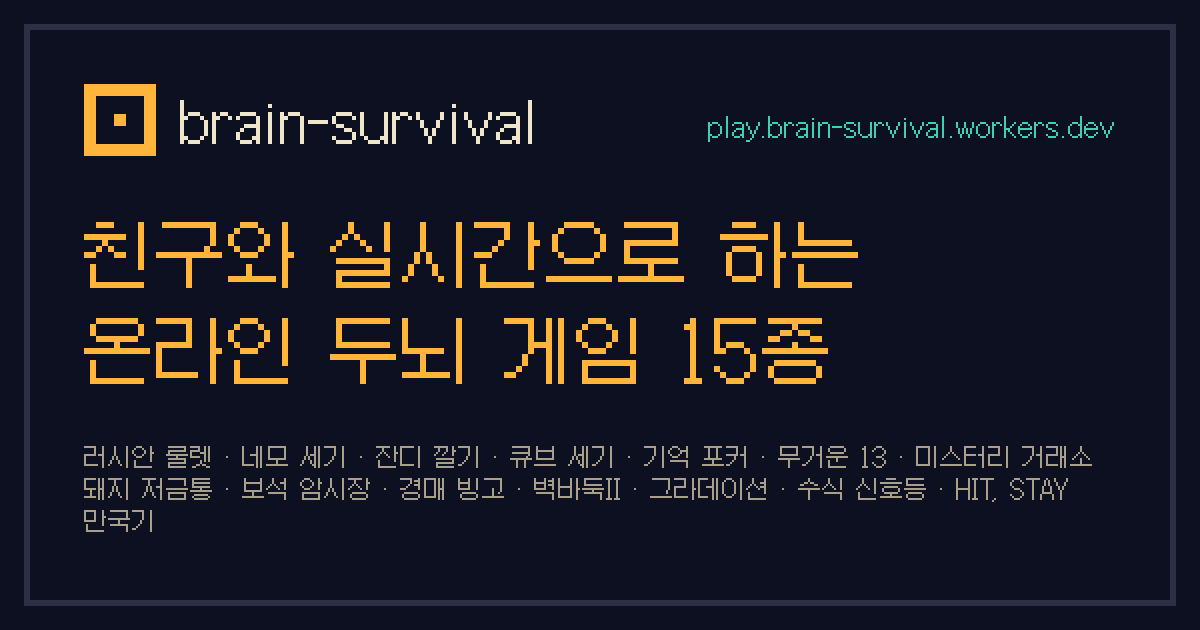 brain-survival
play.brain-survival.workers.dev
친구와 실시간으로 하는
온라인 두뇌 게임 15종
러시안 룰렛 · 네모 세기 · 잔디 깔기 · 큐브 세기 · 기억 포커 · 무거운 13 · 미스터리 거래소
돼지 저금통 · 보석 암시장 · 경매 빙고 · 벽바둑II · 그라데이션 · 수식 신호등 · HIT, STAY
만국기